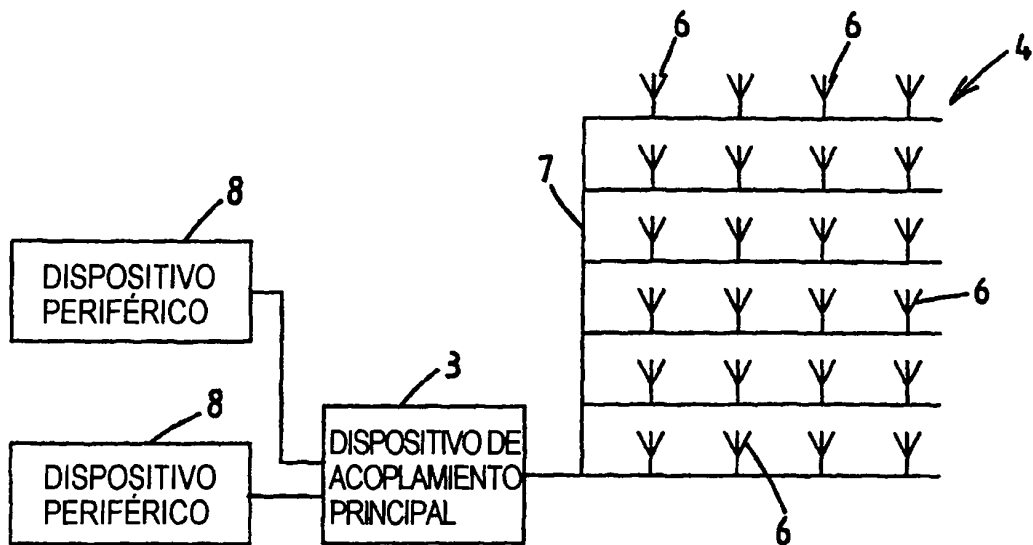 6
6
4
7
8
DISPOSITIVO
PERIFÉRICO
6
3
8
DISPOSITIVO
PERIFÉRICO
DISPOSITIVO DE
ACOPLAMIENTO
PRINCIPAL
6